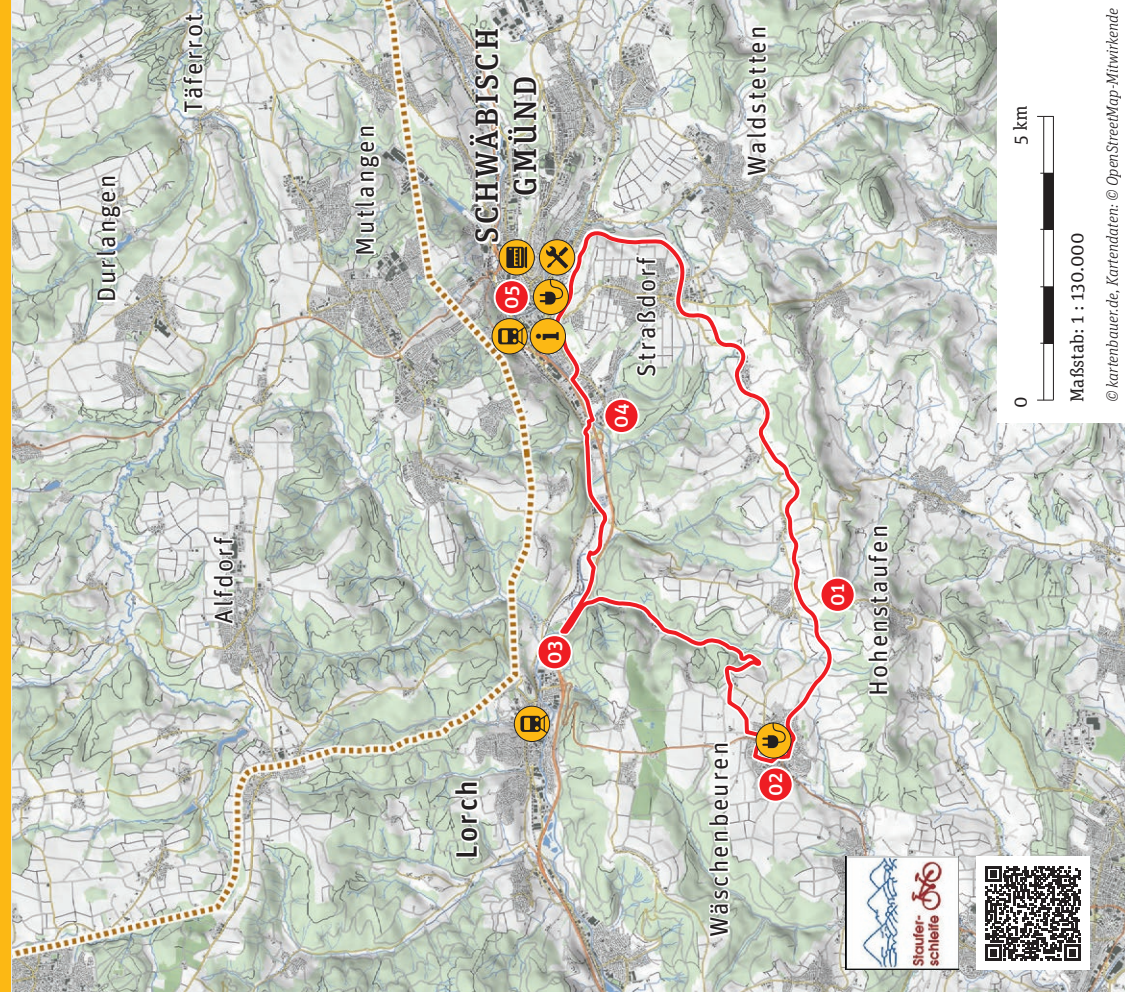 Täferrot
Durlangen
Mutlangen
SCHWÄBISCH
GMÜND
Waldstetten
Straßdorf
Alfdorf
Lorch
Hohenstaufen
Wäschenbeuren
05
04
03
02
01
i
Staufer-
schleife
0
5 km
Maßstab: 1 : 130.000
© kartenbauer.de, Kartendaten: © OpenStreetMap-Mitwirkende